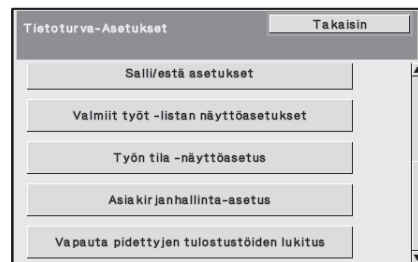 Tietoturva-Asetukset
Takaisin
Salli/estä asetukset
Valmiit työt -listan näyttöasetukset
Työn tila -näyttöasetus
Asiakirjanhallinta-asetus
Vapauta pidettyjen tulostustöiden lukitus